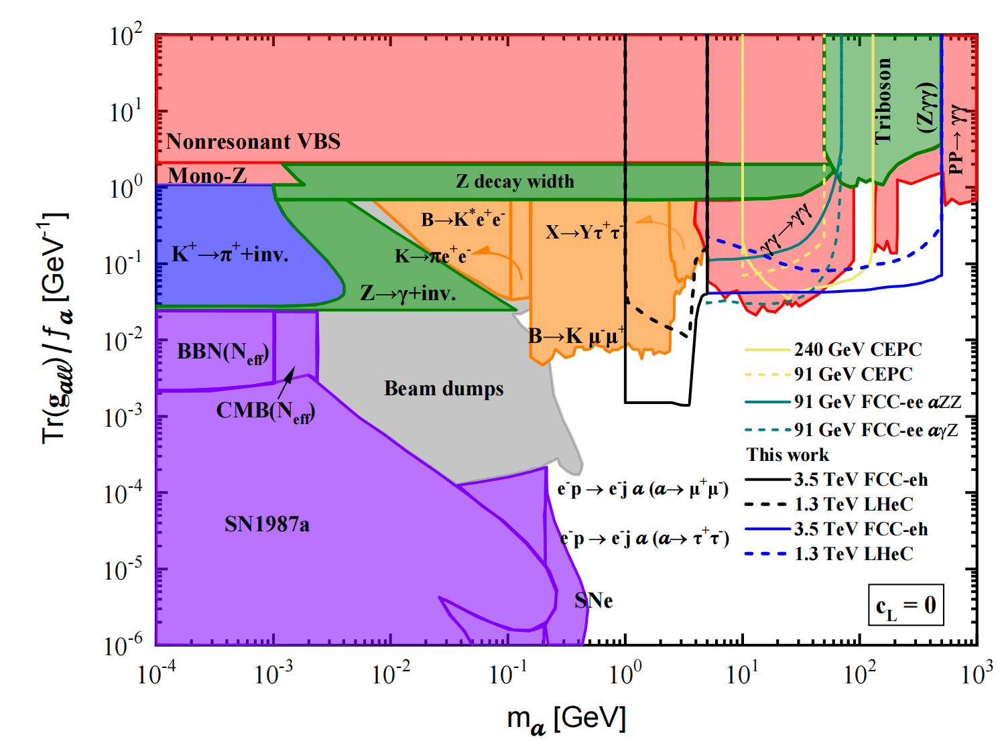 Tr(g_all) / f_a [GeV^-1]
10^2
10^1
10^0
10^-1
10^-2
10^-3
10^-4
10^-5
10^-6
Nonresonant VBS
Mono-Z
Z decay width
Triboson
(Zγγ)
PP→ γγ
γγ→γγ
B→K^*e^+e^-
X→Yτ^+τ^-
K→πe^+e^-
K^+→π^++inv.
Z→γ+inv.
B→K μ^-μ^+
BBN(N_eff)
CMB(N_eff)
Beam dumps
SN1987a
SNe
240 GeV CEPC
91 GeV CEPC
91 GeV FCC-ee aZZ
91 GeV FCC-ee aγZ
This work
e^-p → e^-j a (a→ μ^+μ^-)
3.5 TeV FCC-eh
1.3 TeV LHeC
e^-p → e^-j a (a→ τ^+τ^-)
3.5 TeV FCC-eh
1.3 TeV LHeC
c_L = 0
10^-4 10^-3 10^-2 10^-1 10^0 10^1 10^2 10^3
m_a [GeV]